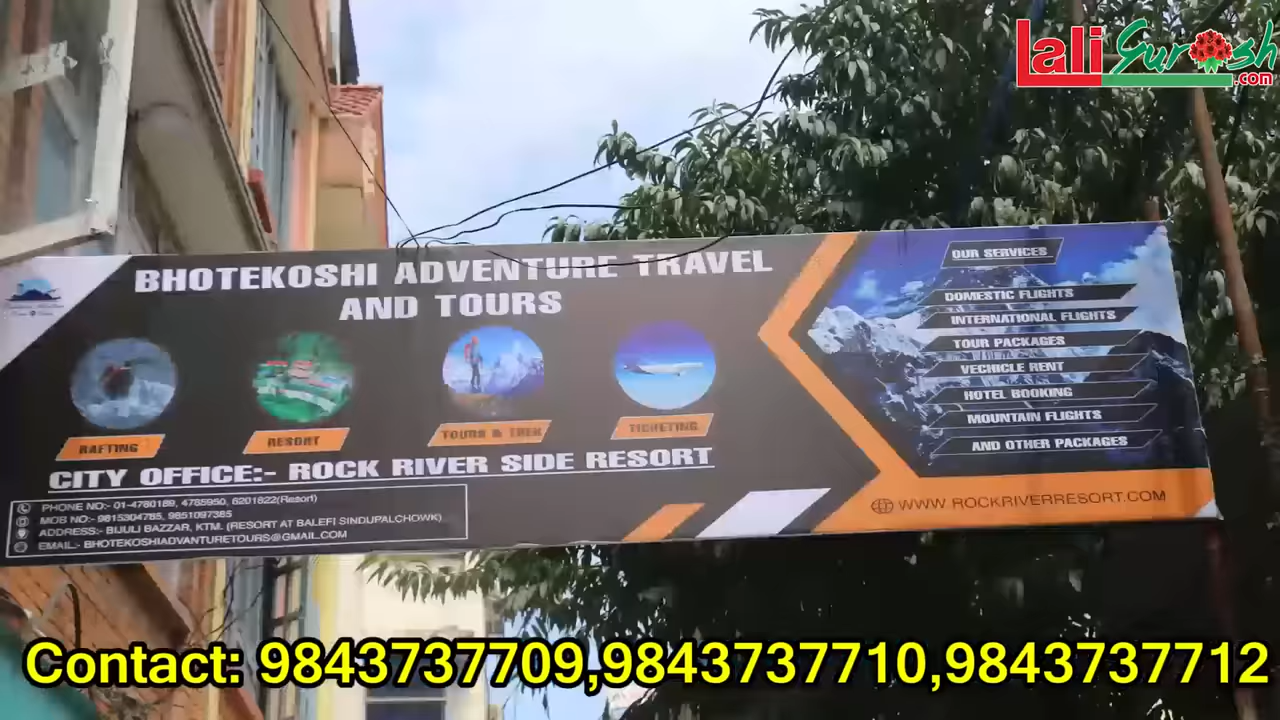 Lali Gurash
.com
BHOTEKOSHI ADVENTURE TRAVEL
AND TOURS
RAFTING
RESORT
TOURS & TREK
TICKETING
CITY OFFICE:- ROCK RIVER SIDE RESORT
PHONE NO:- 01-4780189, 4785950, 6201822(Resort)
MOB NO:- 9815304785, 9851097385
ADDRESS:- BIJULI BAZZAR, KTM. (RESORT AT BALEFI SINDUPALCHOWK)
EMAIL:- BHOTEKOSHIADVANTURETOURS@GMAIL.COM
OUR SERVICES
DOMESTIC FLIGHTS
INTERNATIONAL FLIGHTS
TOUR PACKAGES
VECHICLE RENT
HOTEL BOOKING
MOUNTAIN FLIGHTS
AND OTHER PACKAGES
WWW.ROCKRIVERRESORT.COM
Contact: 9843737709,9843737710,9843737712